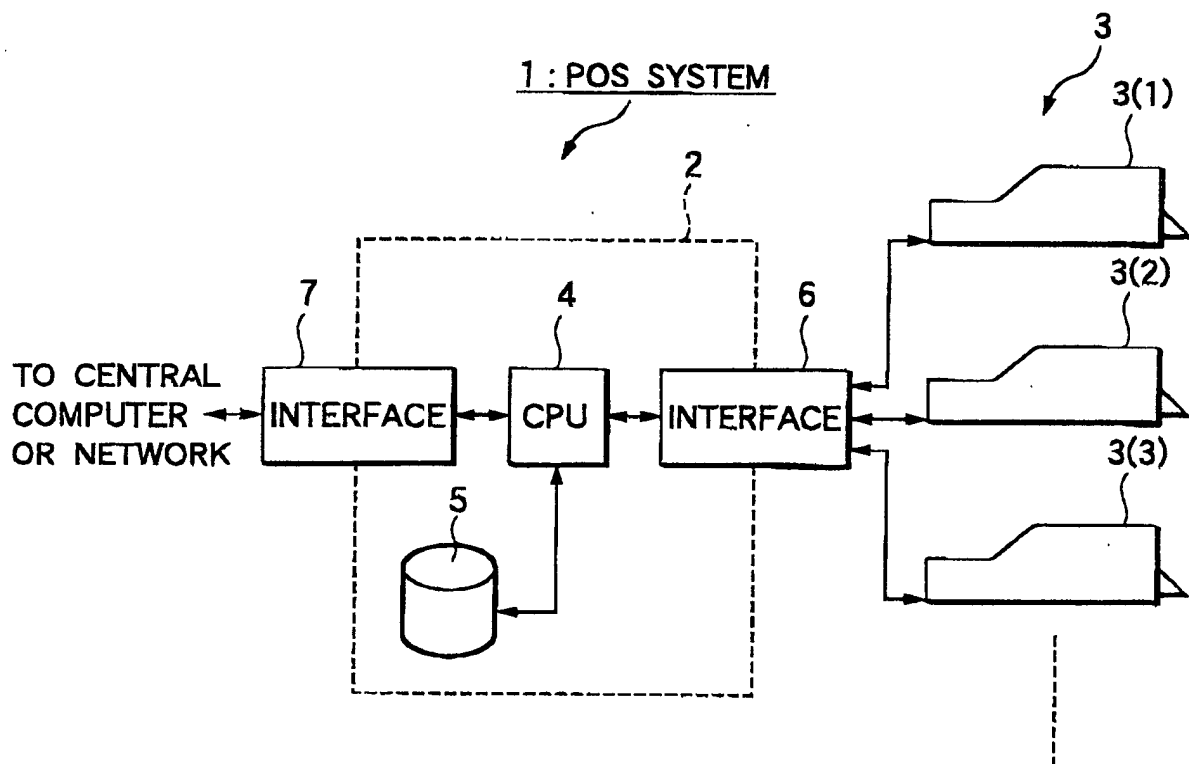 3
1 : POS SYSTEM
3(1)
2
3(2)
7
4
6
TO CENTRAL
COMPUTER
OR NETWORK
INTERFACE
CPU
INTERFACE
3(3)
5